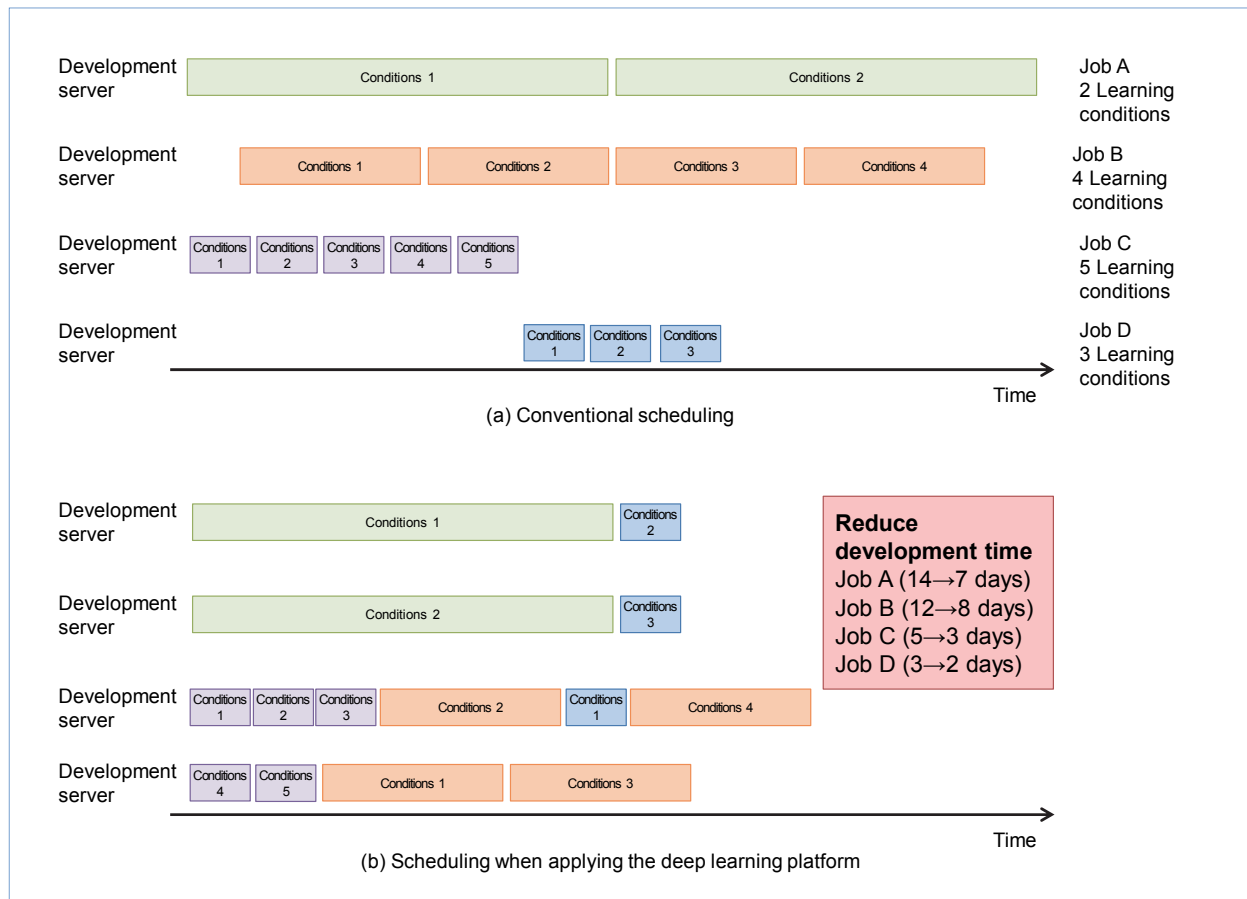 Development
server
Conditions 1
Conditions 2
Job A
2 Learning
conditions
Development
server
Conditions 1
Conditions 2
Conditions 3
Conditions 4
Job B
4 Learning
conditions
Development
server
Conditions
1
Conditions
2
Conditions
3
Conditions
4
Conditions
5
Job C
5 Learning
conditions
Development
server
Conditions
1
Conditions
2
Conditions
3
Job D
3 Learning
conditions
Time
(a) Conventional scheduling
Development
server
Conditions 1
Conditions
2
Development
server
Conditions 2
Conditions
3
Reduce
development time
Job A (14→7 days)
Job B (12→8 days)
Job C (5→3 days)
Job D (3→2 days)
Development
server
Conditions
1
Conditions
2
Conditions
3
Conditions 2
Conditions
1
Conditions 4
Development
server
Conditions
4
Conditions
5
Conditions 1
Conditions 3
Time
(b) Scheduling when applying the deep learning platform